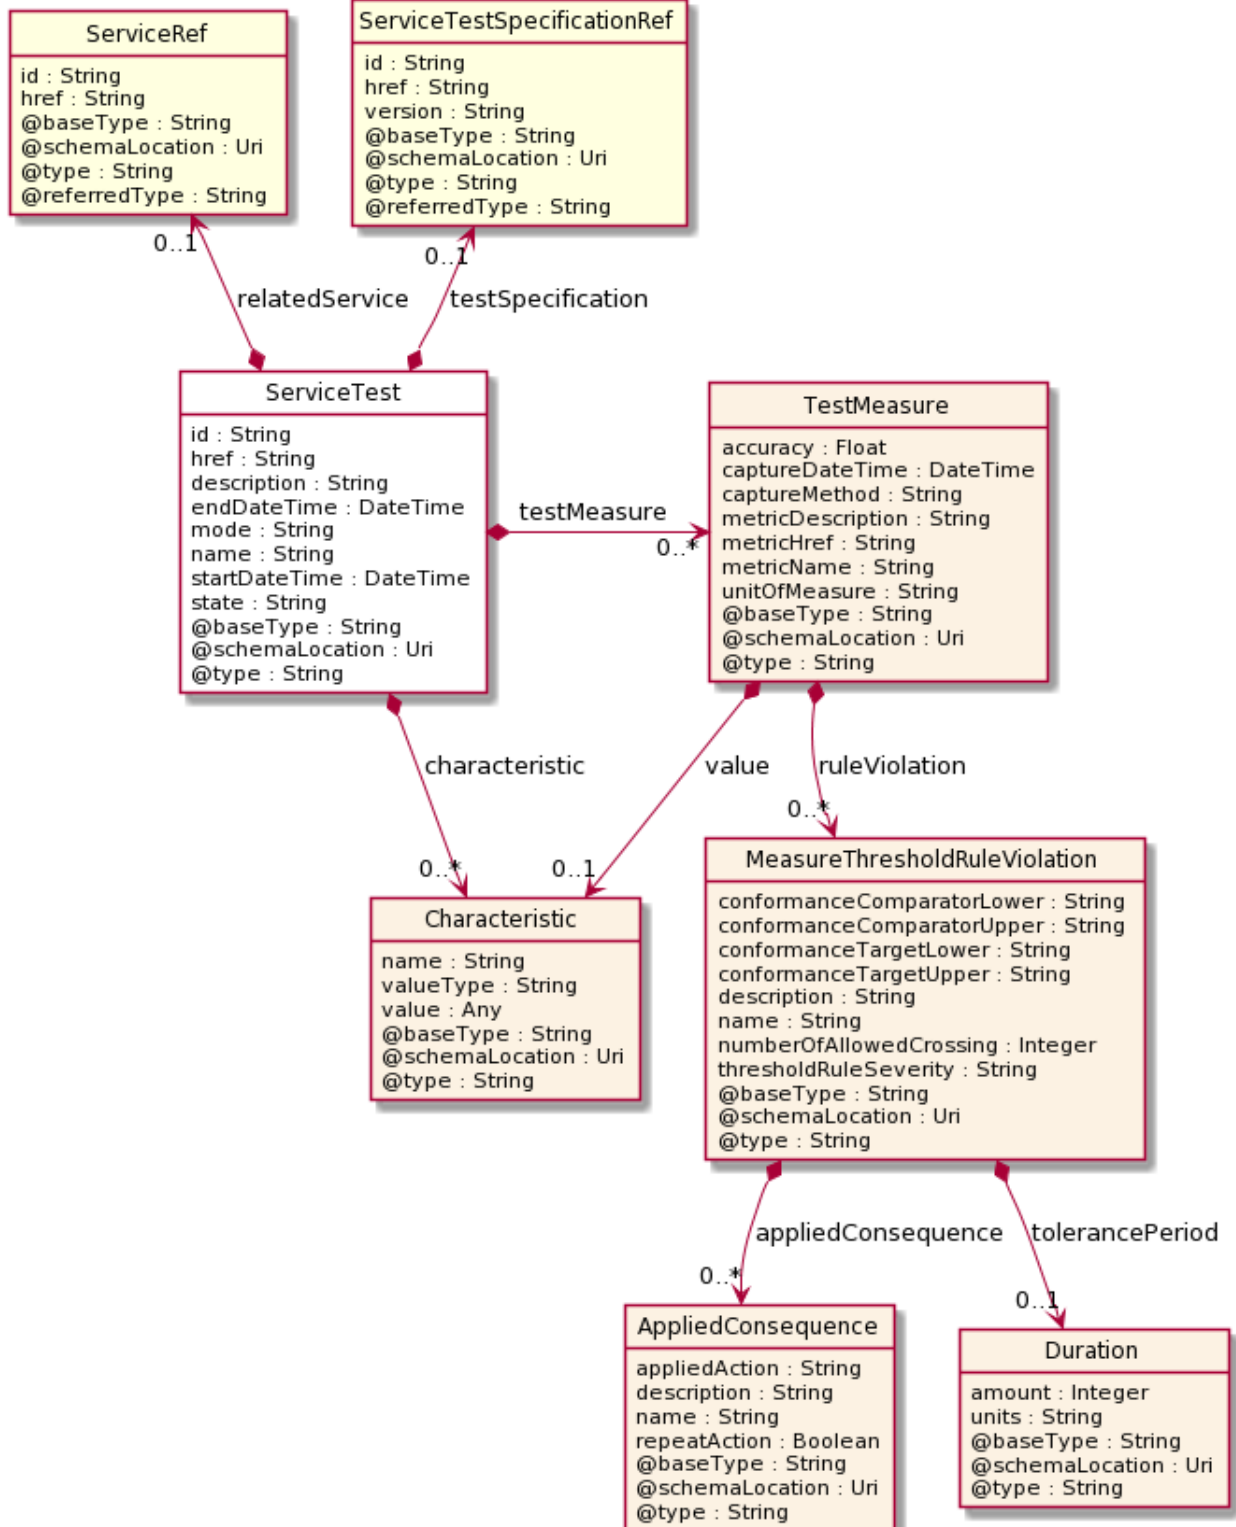 ServiceRef
id : String
href : String
@baseType : String
@schemaLocation : Uri
@type : String
@referredType : String
ServiceTestSpecificationRef
id : String
href : String
version : String
@baseType : String
@schemaLocation : Uri
@type : String
@referredType : String
0..1
0..1
relatedService
testSpecification
ServiceTest
id : String
href : String
description : String
endDateTime : DateTime
mode : String
name : String
startDateTime : DateTime
state : String
@baseType : String
@schemaLocation : Uri
@type : String
testMeasure
0..*
TestMeasure
accuracy : Float
captureDateTime : DateTime
captureMethod : String
metricDescription : String
metricHref : String
metricName : String
unitOfMeasure : String
@baseType : String
@schemaLocation : Uri
@type : String
characteristic
value
ruleViolation
0..*
0..1
0..*
Characteristic
name : String
valueType : String
value : Any
@baseType : String
@schemaLocation : Uri
@type : String
MeasureThresholdRuleViolation
conformanceComparatorLower : String
conformanceComparatorUpper : String
conformanceTargetLower : String
conformanceTargetUpper : String
description : String
name : String
numberOfAllowedCrossing : Integer
thresholdRuleSeverity : String
@baseType : String
@schemaLocation : Uri
@type : String
appliedConsequence
tolerancePeriod
0..*
0..1
AppliedConsequence
appliedAction : String
description : String
name : String
repeatAction : Boolean
@baseType : String
@schemaLocation : Uri
@type : String
Duration
amount : Integer
units : String
@baseType : String
@schemaLocation : Uri
@type : String